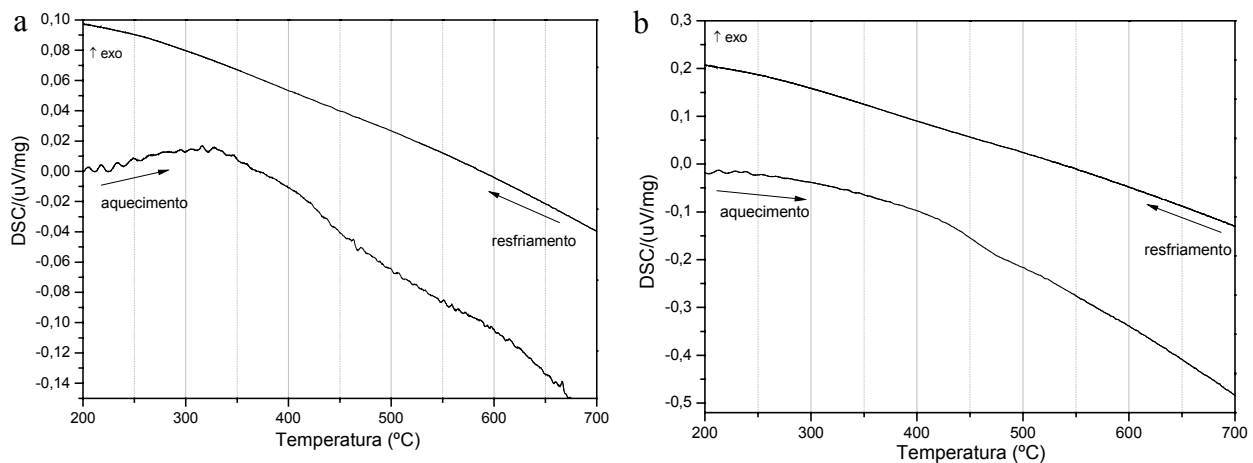 a
↑ exo
DSC/(uV/mg)
0,10
0,08
0,06
0,04
0,02
0,00
-0,02
-0,04
-0,06
-0,08
-0,10
-0,12
-0,14
aquecimento
resfriamento
200 300 400 500 600 700
Temperatura (ºC)
b
↑ exo
DSC/(uV/mg)
0,3
0,2
0,1
0,0
-0,1
-0,2
-0,3
-0,4
-0,5
aquecimento
resfriamento
200 300 400 500 600 700
Temperatura (ºC)